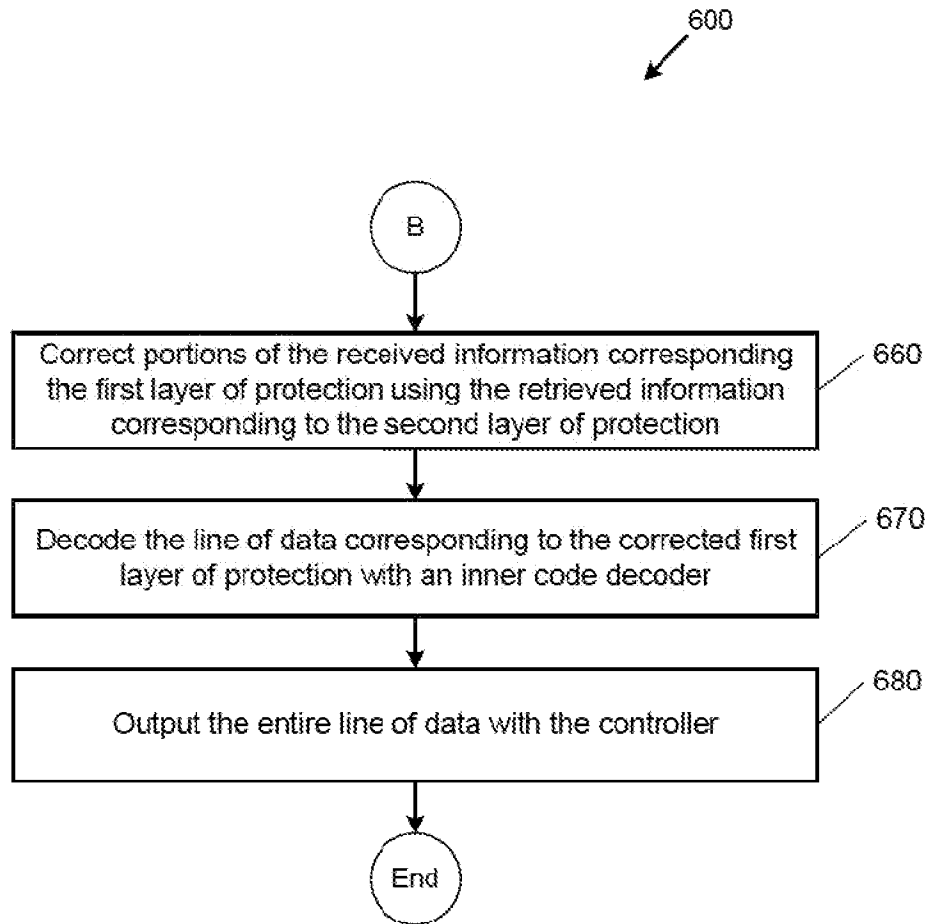 600
B
Correct portions of the received information corresponding
the first layer of protection using the retrieved information
corresponding to the second layer of protection
660
Decode the line of data corresponding to the corrected first
layer of protection with an inner code decoder
670
Output the entire line of data with the controller
680
End